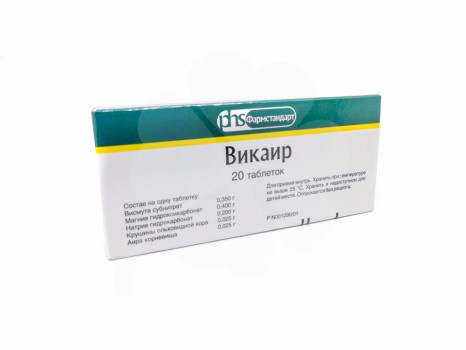 phs Фармстандарт
Викаир
20 таблеток
Состав на одну таблетку:
Висмута субнитрат 0,350 г
Магния гидроксикарбонат 0,400 г
Натрия гидрокарбонат 0,200 г
Крушины ольховидной кора 0,025 г
Аира корневища 0,025 г
Для приема внутрь. Хранить при температуре
не выше 25 °С. Хранить в недоступном для
детей месте. Отпускается без рецепта.